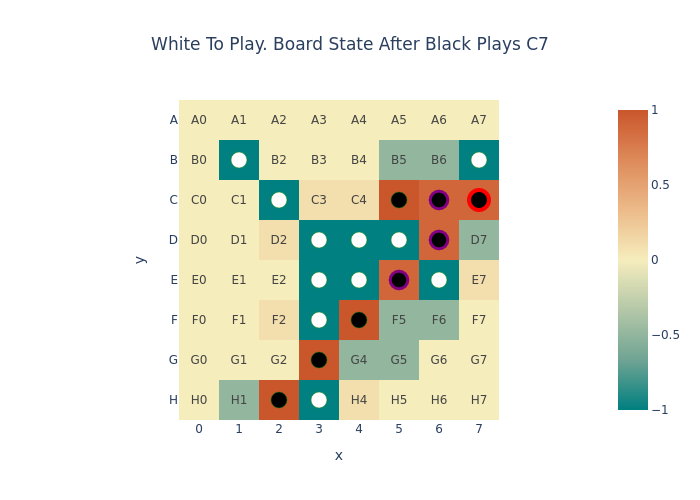 White To Play. Board State After Black Plays C7
A A0 A1 A2 A3 A4 A5 A6 A7
B B0 B2 B3 B4 B5 B6
C C0 C1 C3 C4
D D0 D1 D2 D7
E E0 E1 E2 E7
F F0 F1 F2 F5 F6 F7
G G0 G1 G2 G4 G5 G6 G7
H H0 H1 H4 H5 H6 H7
0 1 2 3 4 5 6 7
x
y
1
0.5
0
−0.5
−1